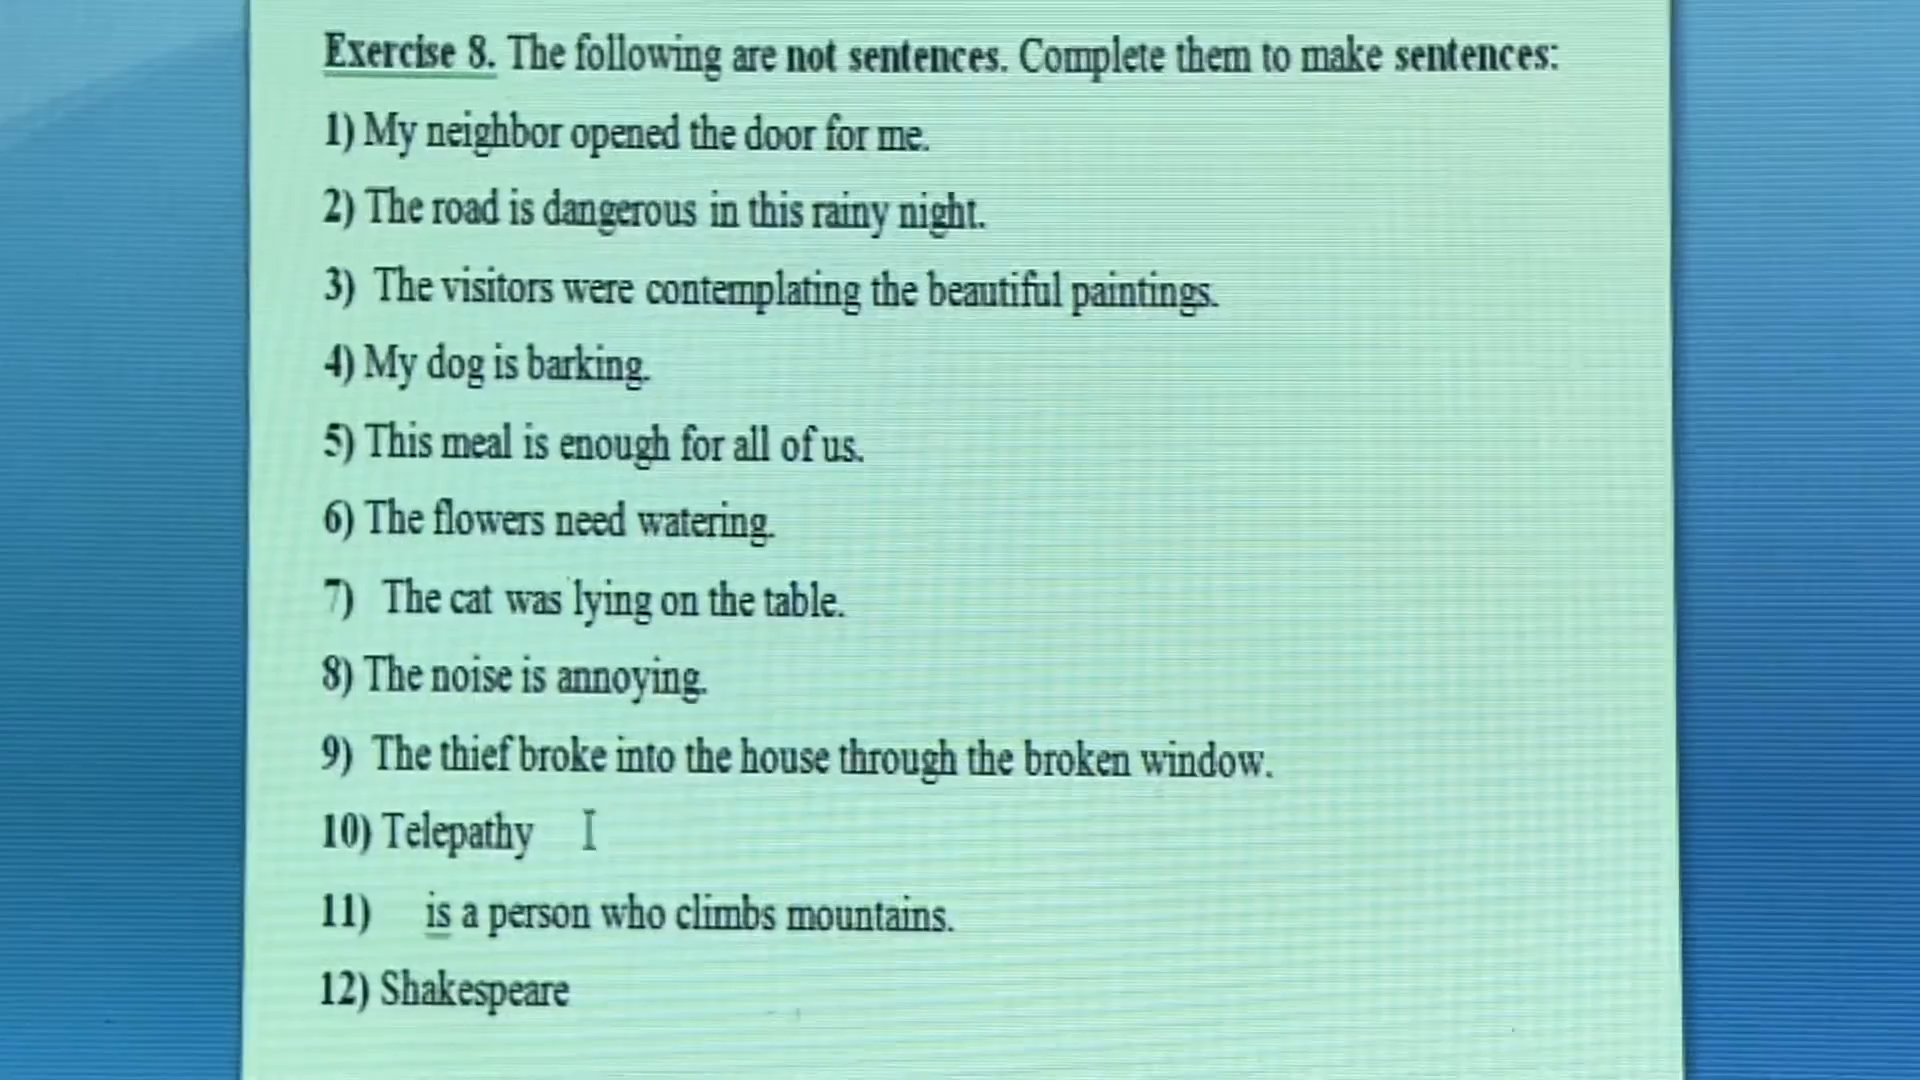 Exercise 8. The following are not sentences. Complete them to make sentences:
1) My neighbor opened the door for me.
2) The road is dangerous in this rainy night.
3) The visitors were contemplating the beautiful paintings.
4) My dog is barking.
5) This meal is enough for all of us.
6) The flowers need watering.
7) The cat was lying on the table.
8) The noise is annoying.
9) The thief broke into the house through the broken window.
10) Telepathy
11) is a person who climbs mountains.
12) Shakespeare